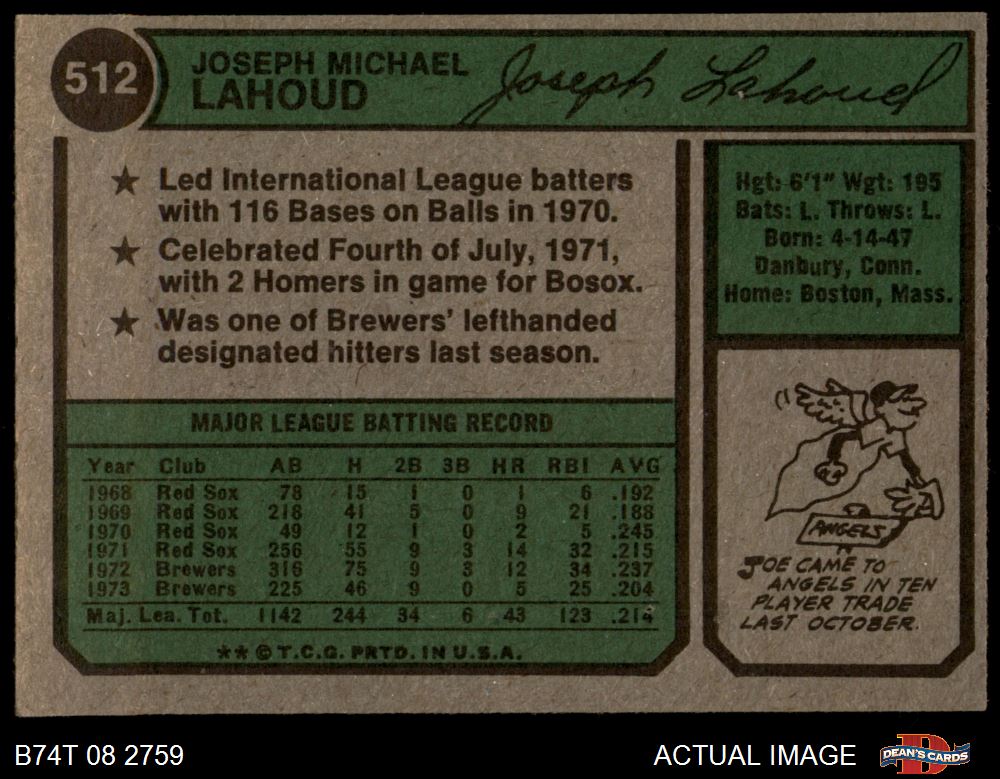 512
JOSEPH MICHAEL
LAHOUD
Joseph Lahoud
★ Led International League batters
with 116 Bases on Balls in 1970.
★ Celebrated Fourth of July, 1971,
with 2 Homers in game for Bosox.
★ Was one of Brewers' lefthanded
designated hitters last season.
Hgt: 6'1" Wgt: 195
Bats: L. Throws: L.
Born: 4-14-47
Danbury, Conn.
Home: Boston, Mass.
MAJOR LEAGUE BATTING RECORD
Year Club AB H 2B 3B HR RBI AVG
1968 Red Sox 78 15 1 0 1 6 .192
1969 Red Sox 218 41 5 0 9 21 .188
1970 Red Sox 49 12 1 0 2 5 .245
1971 Red Sox 256 55 9 3 14 32 .215
1972 Brewers 316 75 9 3 12 34 .237
1973 Brewers 225 46 9 0 5 25 .204
Maj. Lea. Tot. 1142 244 34 6 43 123 .214
★★ © T.C.G. PRTD. IN U.S.A.
ANGELS
JOE CAME TO
ANGELS IN TEN
PLAYER TRADE
LAST OCTOBER.
B74T 08 2759
ACTUAL IMAGE
DEAN'S CARDS